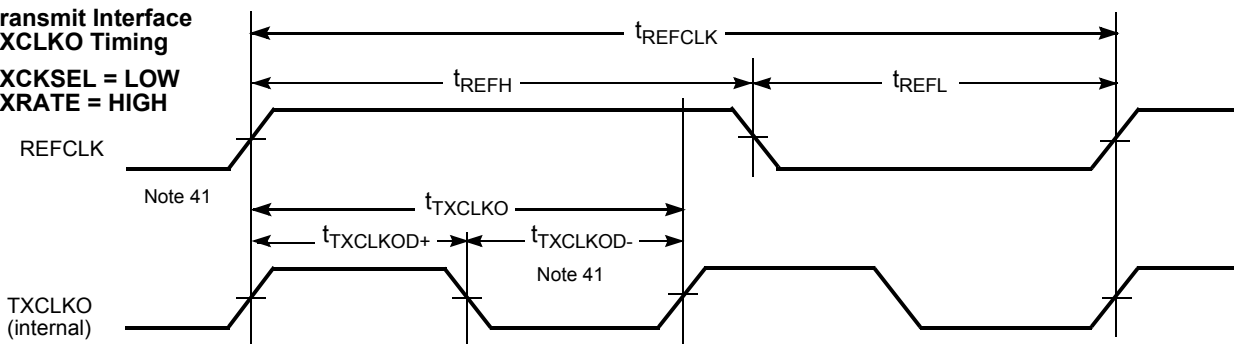 ransmit Interface
XCLKO Timing
XCKSEL = LOW
XRATE = HIGH
tREFCLK
tREFH
tREFL
REFCLK
Note 41
tTXCLKO
tTXCLKOD+
tTXCLKOD-
Note 41
TXCLKO
(internal)